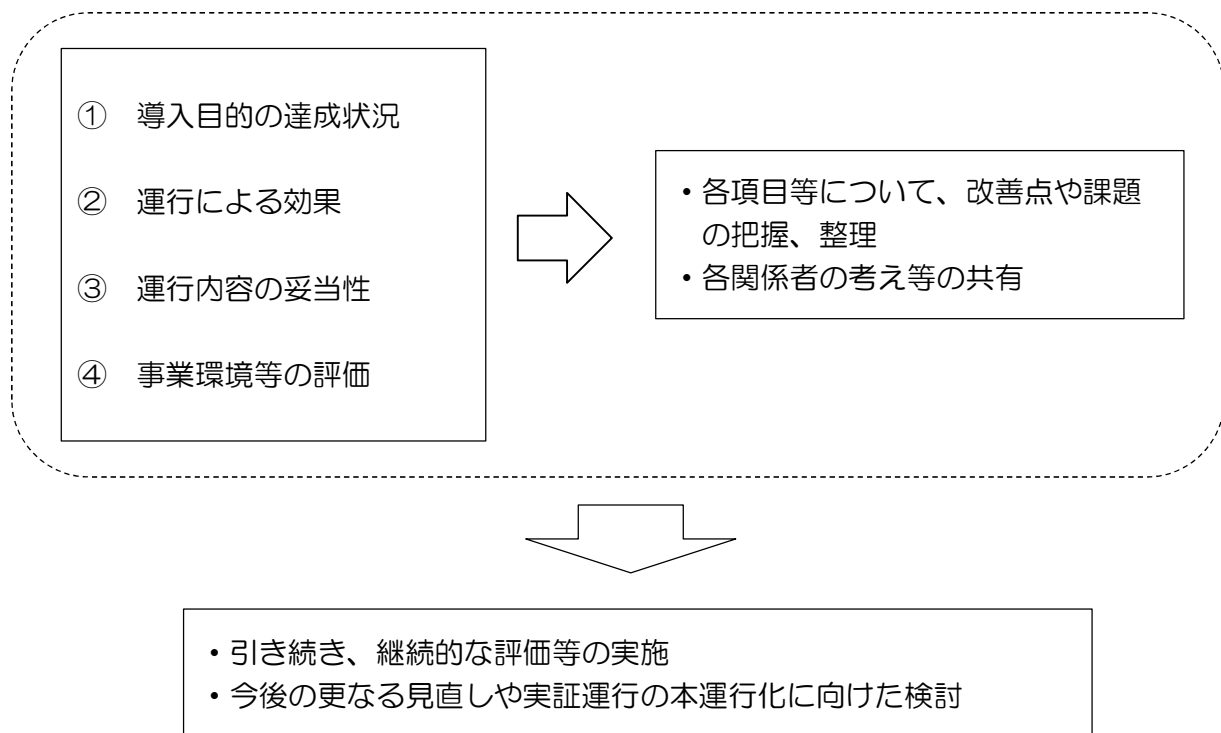 ① 導入目的の達成状況
② 運行による効果
③ 運行内容の妥当性
④ 事業環境等の評価
・各項目等について、改善点や課題
の把握、整理
・各関係者の考え等の共有
・引き続き、継続的な評価等の実施
・今後の更なる見直しや実証運行の本運行化に向けた検討